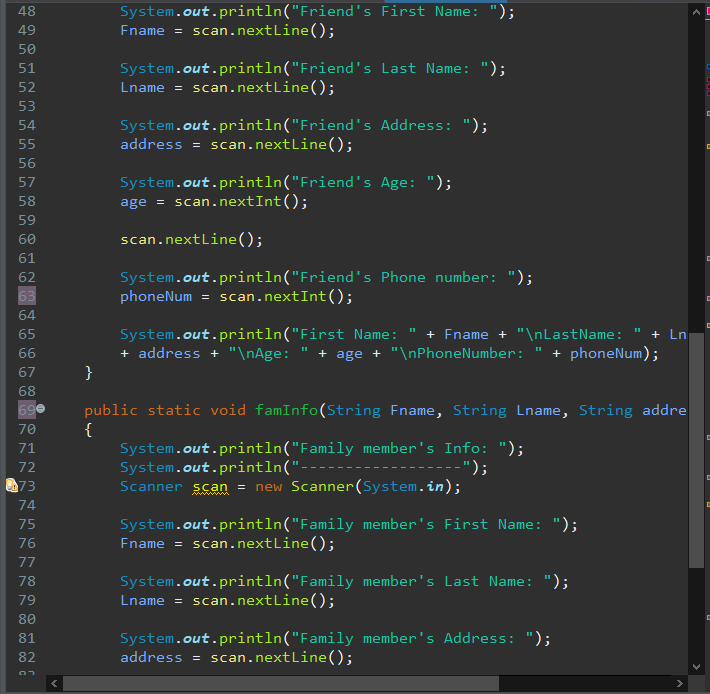 48 System.out.println("Friend's First Name: ");
49 Fname = scan.nextLine();
50
51 System.out.println("Friend's Last Name: ");
52 Lname = scan.nextLine();
53
54 System.out.println("Friend's Address: ");
55 address = scan.nextLine();
56
57 System.out.println("Friend's Age: ");
58 age = scan.nextInt();
59
60 scan.nextLine();
61
62 System.out.println("Friend's Phone number: ");
63 phoneNum = scan.nextInt();
64
65 System.out.println("First Name: " + Fname + "\nLastName: " + Ln
66 + address + "\nAge: " + age + "\nPhoneNumber: " + phoneNum);
67 }
68
69 public static void famInfo(String Fname, String Lname, String addre
70 {
71 System.out.println("Family member's Info: ");
72 System.out.println("------------------");
73 Scanner scan = new Scanner(System.in);
74
75 System.out.println("Family member's First Name: ");
76 Fname = scan.nextLine();
77
78 System.out.println("Family member's Last Name: ");
79 Lname = scan.nextLine();
80
81 System.out.println("Family member's Address: ");
82 address = scan.nextLine();